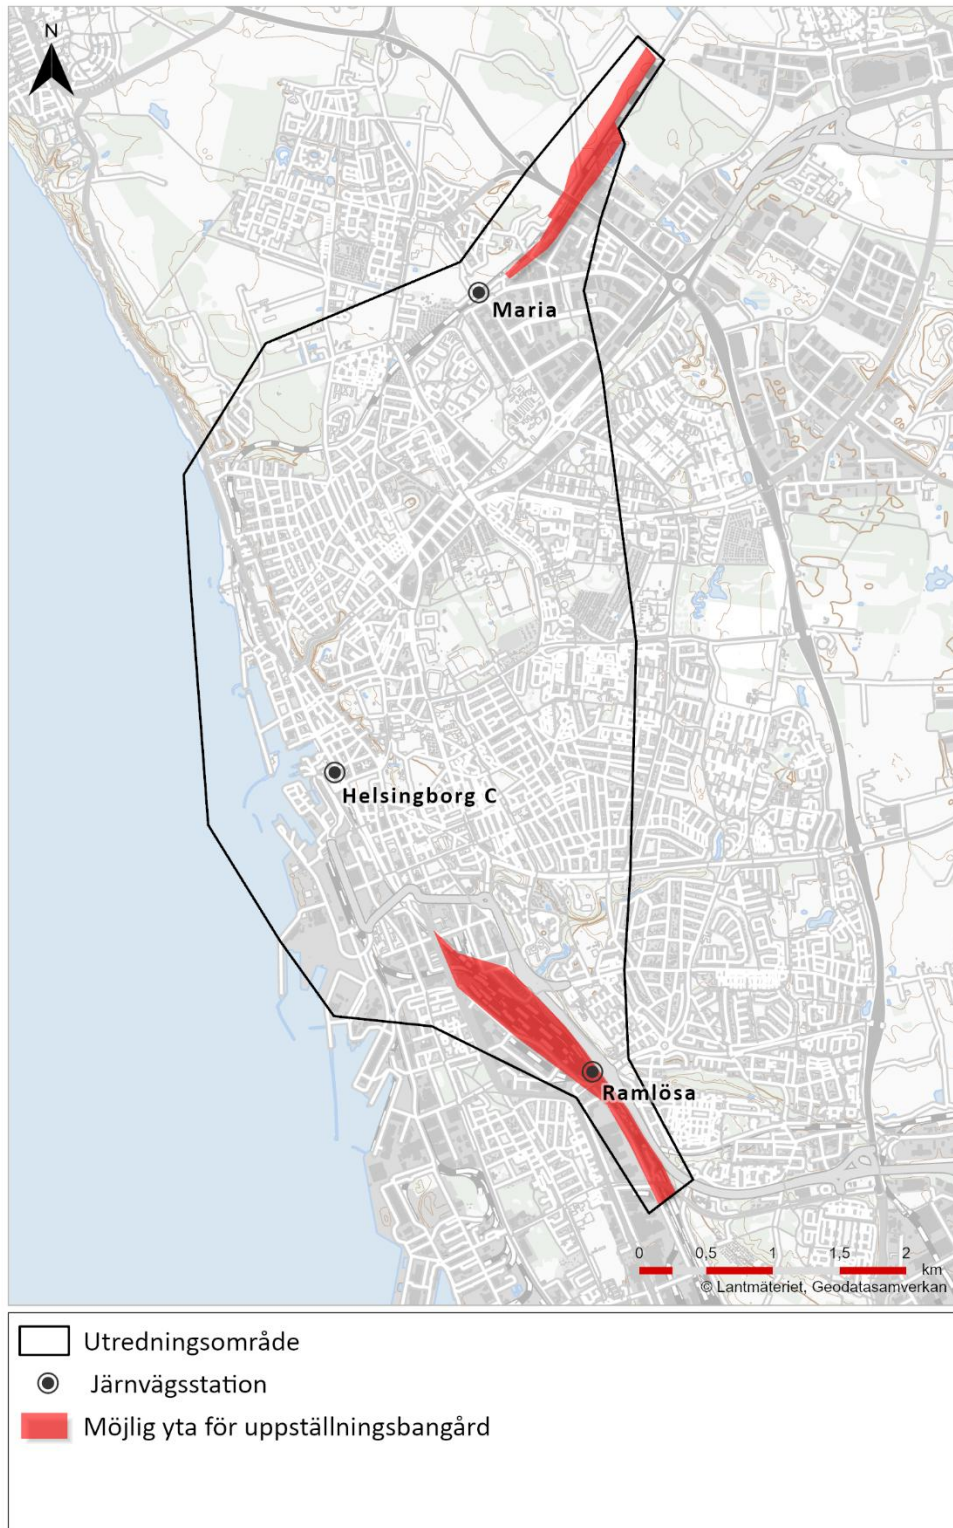 N
Maria
Helsingborg C
Ramlösa
0 0,5 1 1,5 2
km
© Lantmäteriet, Geodatasamverkan
Utredningsområde
Järnvägsstation
Möjlig yta för uppställningsbangård